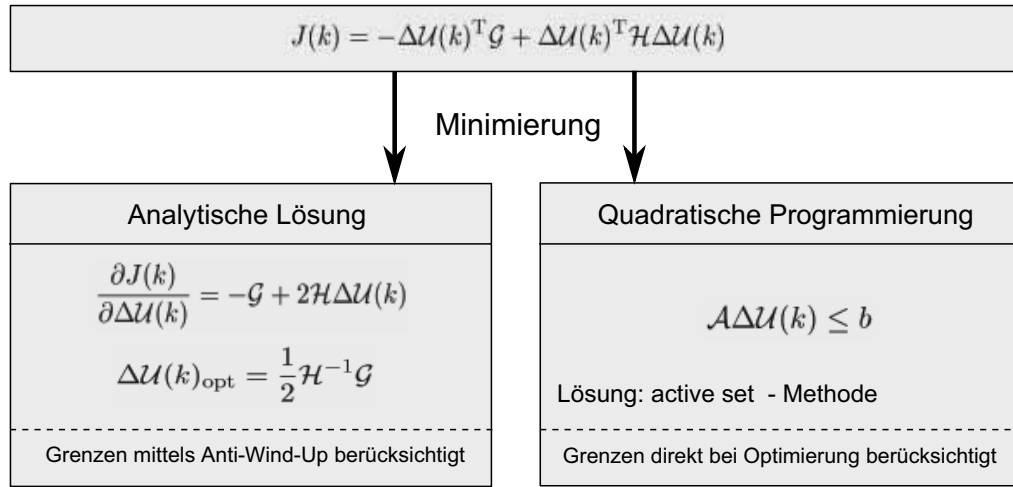 J(k) = −Δ𝒰(k)ᵀ𝒢 + Δ𝒰(k)ᵀℋΔ𝒰(k)
Minimierung
Analytische Lösung
∂J(k)/∂Δ𝒰(k) = −𝒢 + 2ℋΔ𝒰(k)
Δ𝒰(k)opt = 1/2 ℋ⁻¹𝒢
Grenzen mittels Anti-Wind-Up berücksichtigt
Quadratische Programmierung
𝒜Δ𝒰(k) ≤ b
Lösung: active set - Methode
Grenzen direkt bei Optimierung berücksichtigt